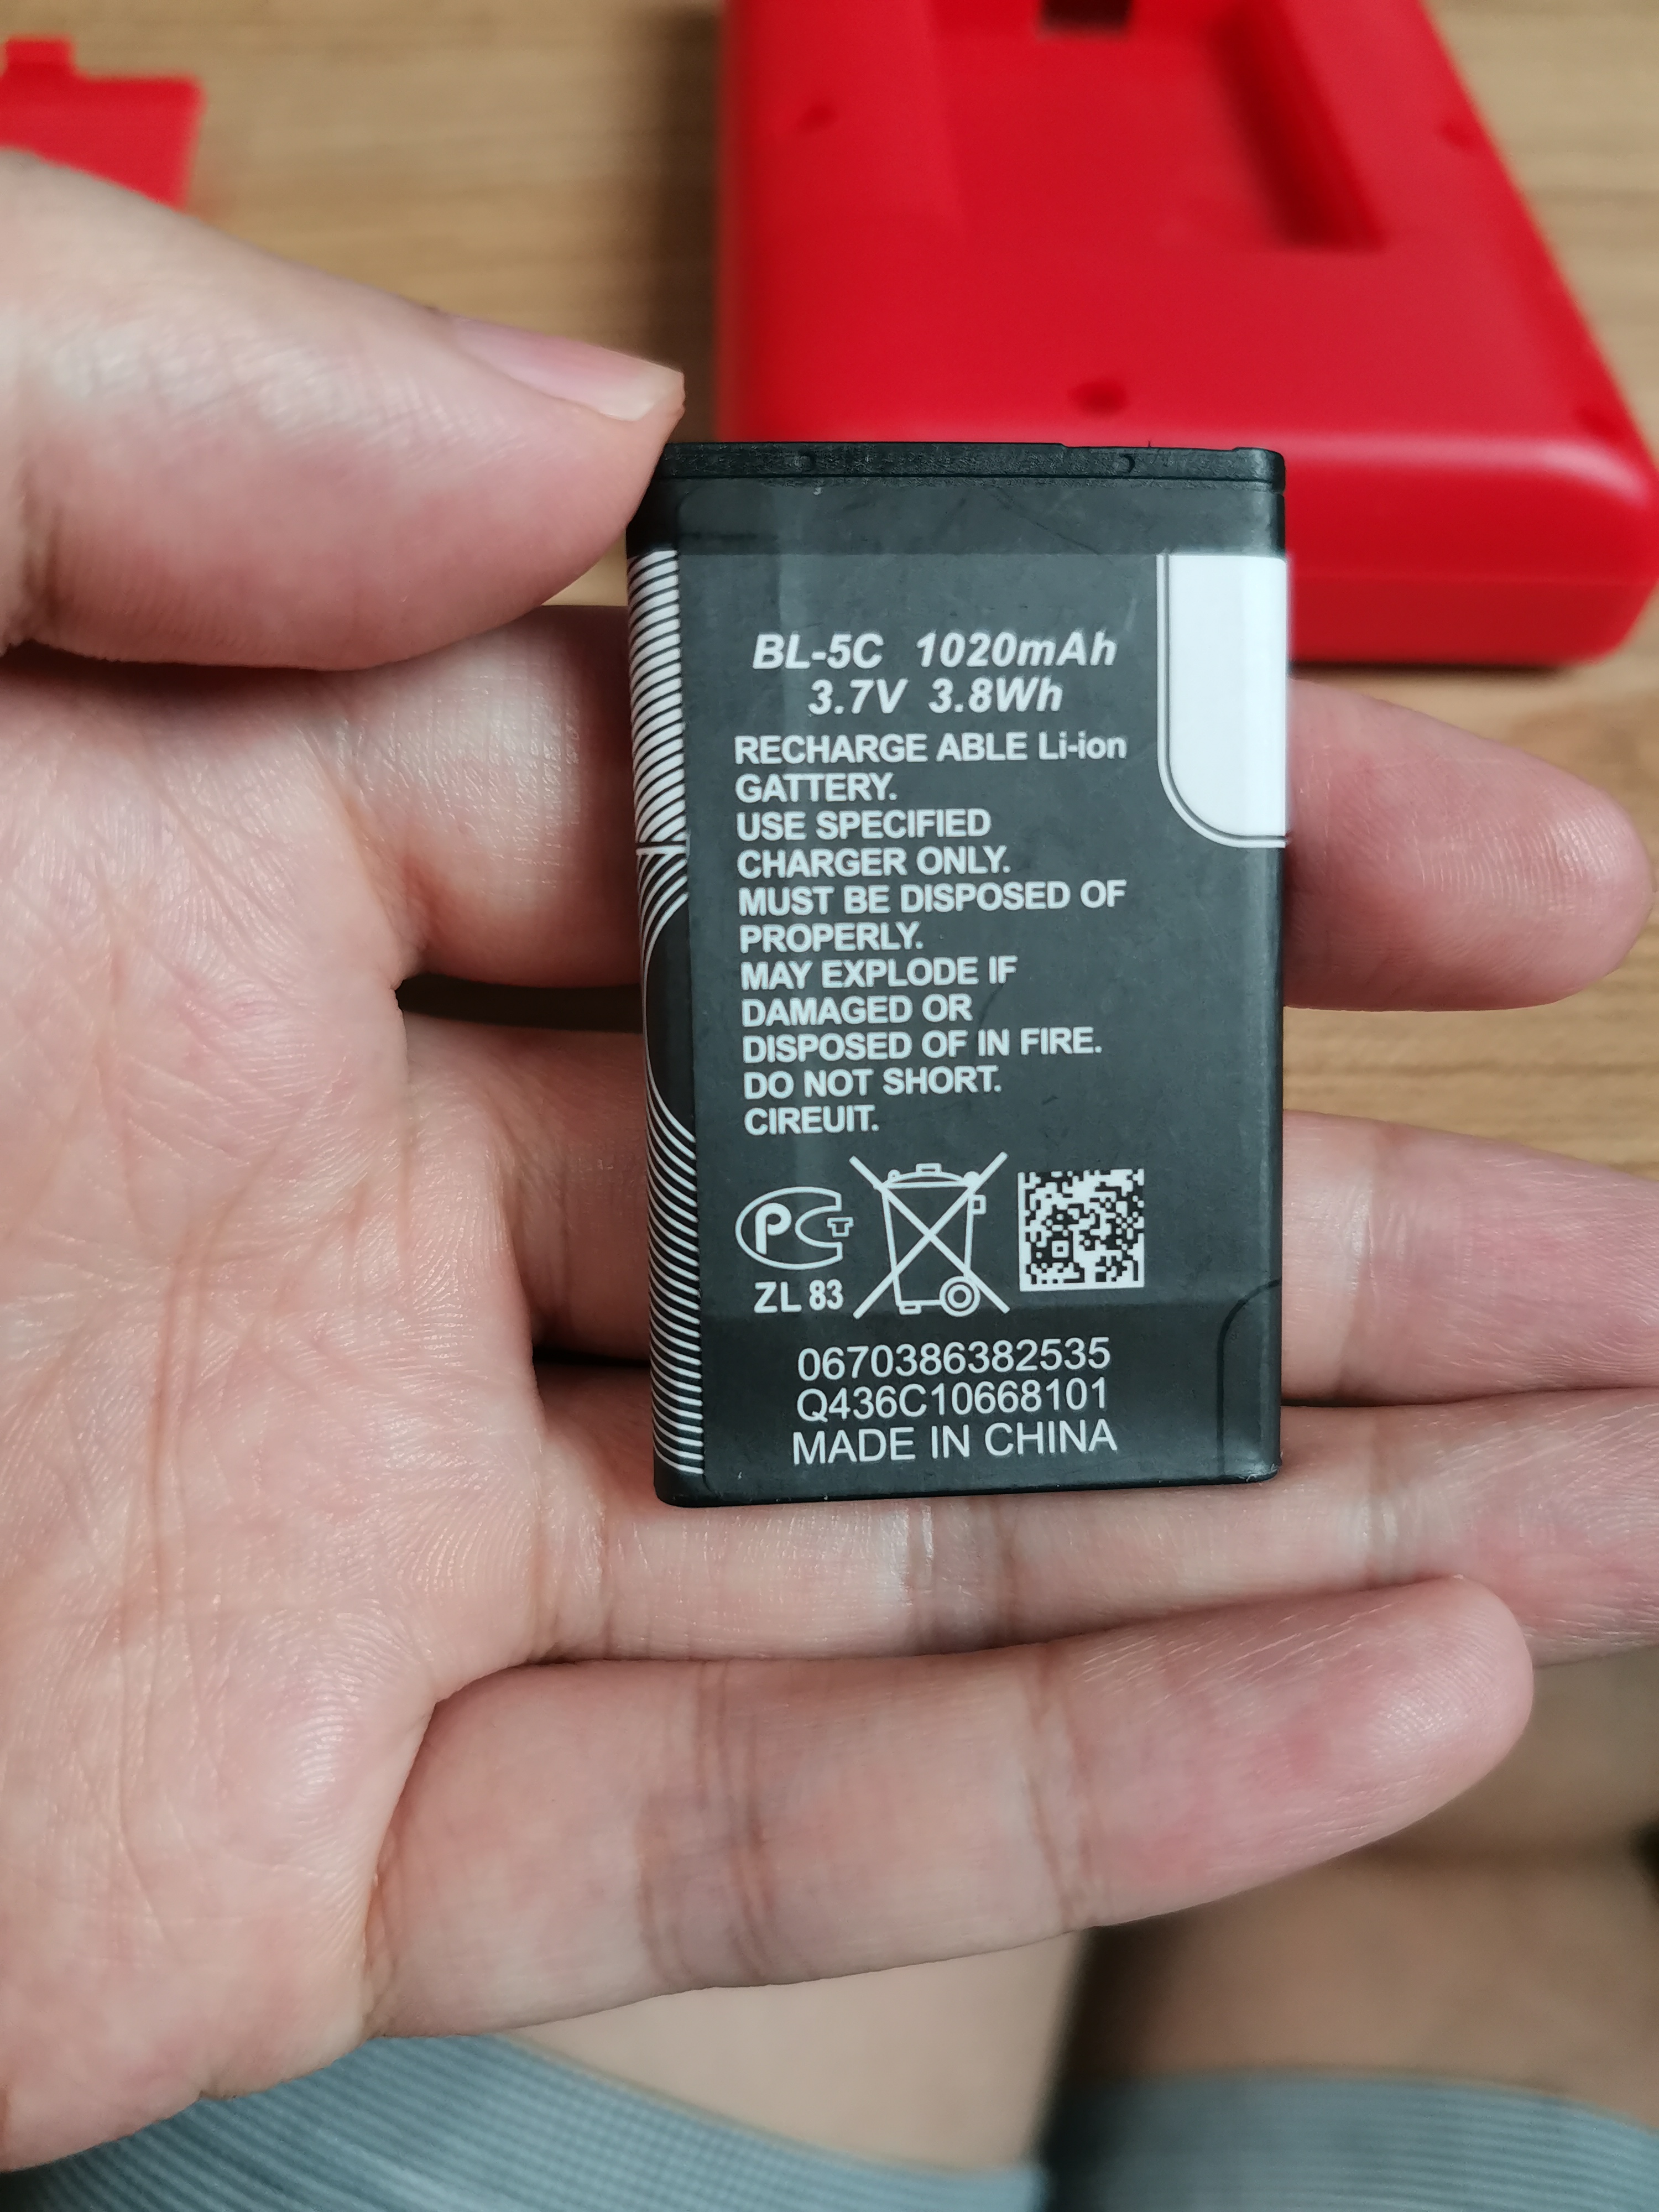 BL-5C 1020mAh
3.7V 3.8Wh
RECHARGE ABLE Li-ion
GATTERY.
USE SPECIFIED
CHARGER ONLY.
MUST BE DISPOSED OF
PROPERLY.
MAY EXPLODE IF
DAMAGED OR
DISPOSED OF IN FIRE.
DO NOT SHORT.
CIREUIT.
PCT
ZL 83
0670386382535
Q436C10668101
MADE IN CHINA